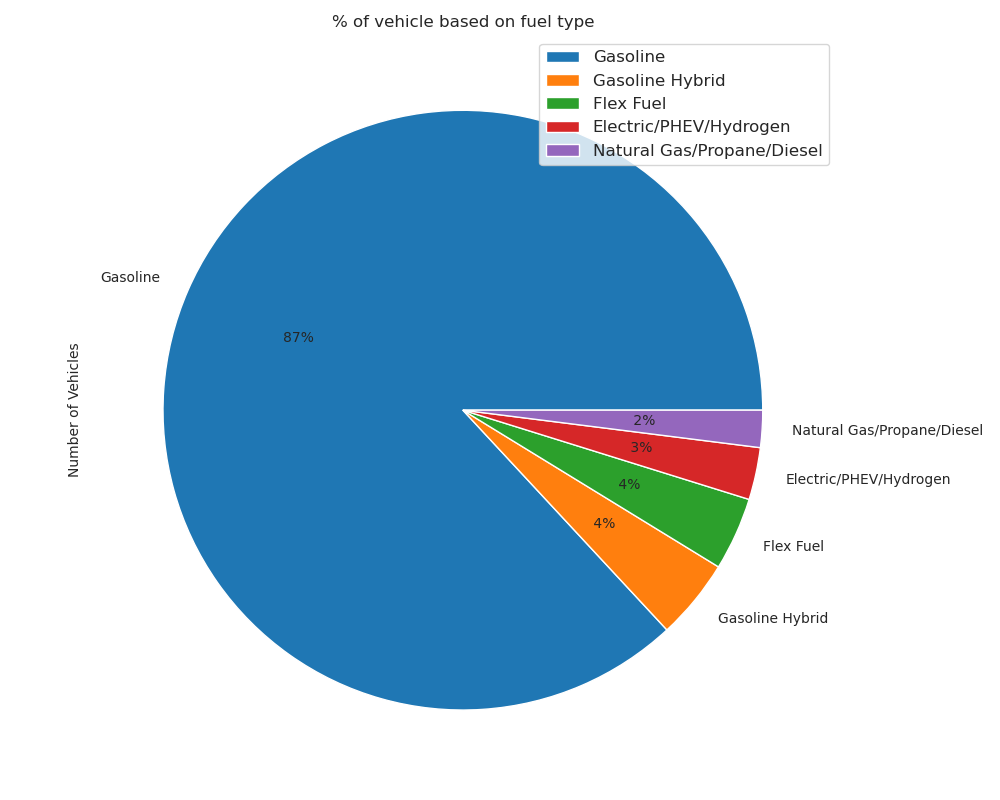 % of vehicle based on fuel type
Gasoline
Gasoline Hybrid
Flex Fuel
Electric/PHEV/Hydrogen
Natural Gas/Propane/Diesel
Gasoline
87%
Number of Vehicles
2%
Natural Gas/Propane/Diesel
3%
Electric/PHEV/Hydrogen
4%
Flex Fuel
4%
Gasoline Hybrid